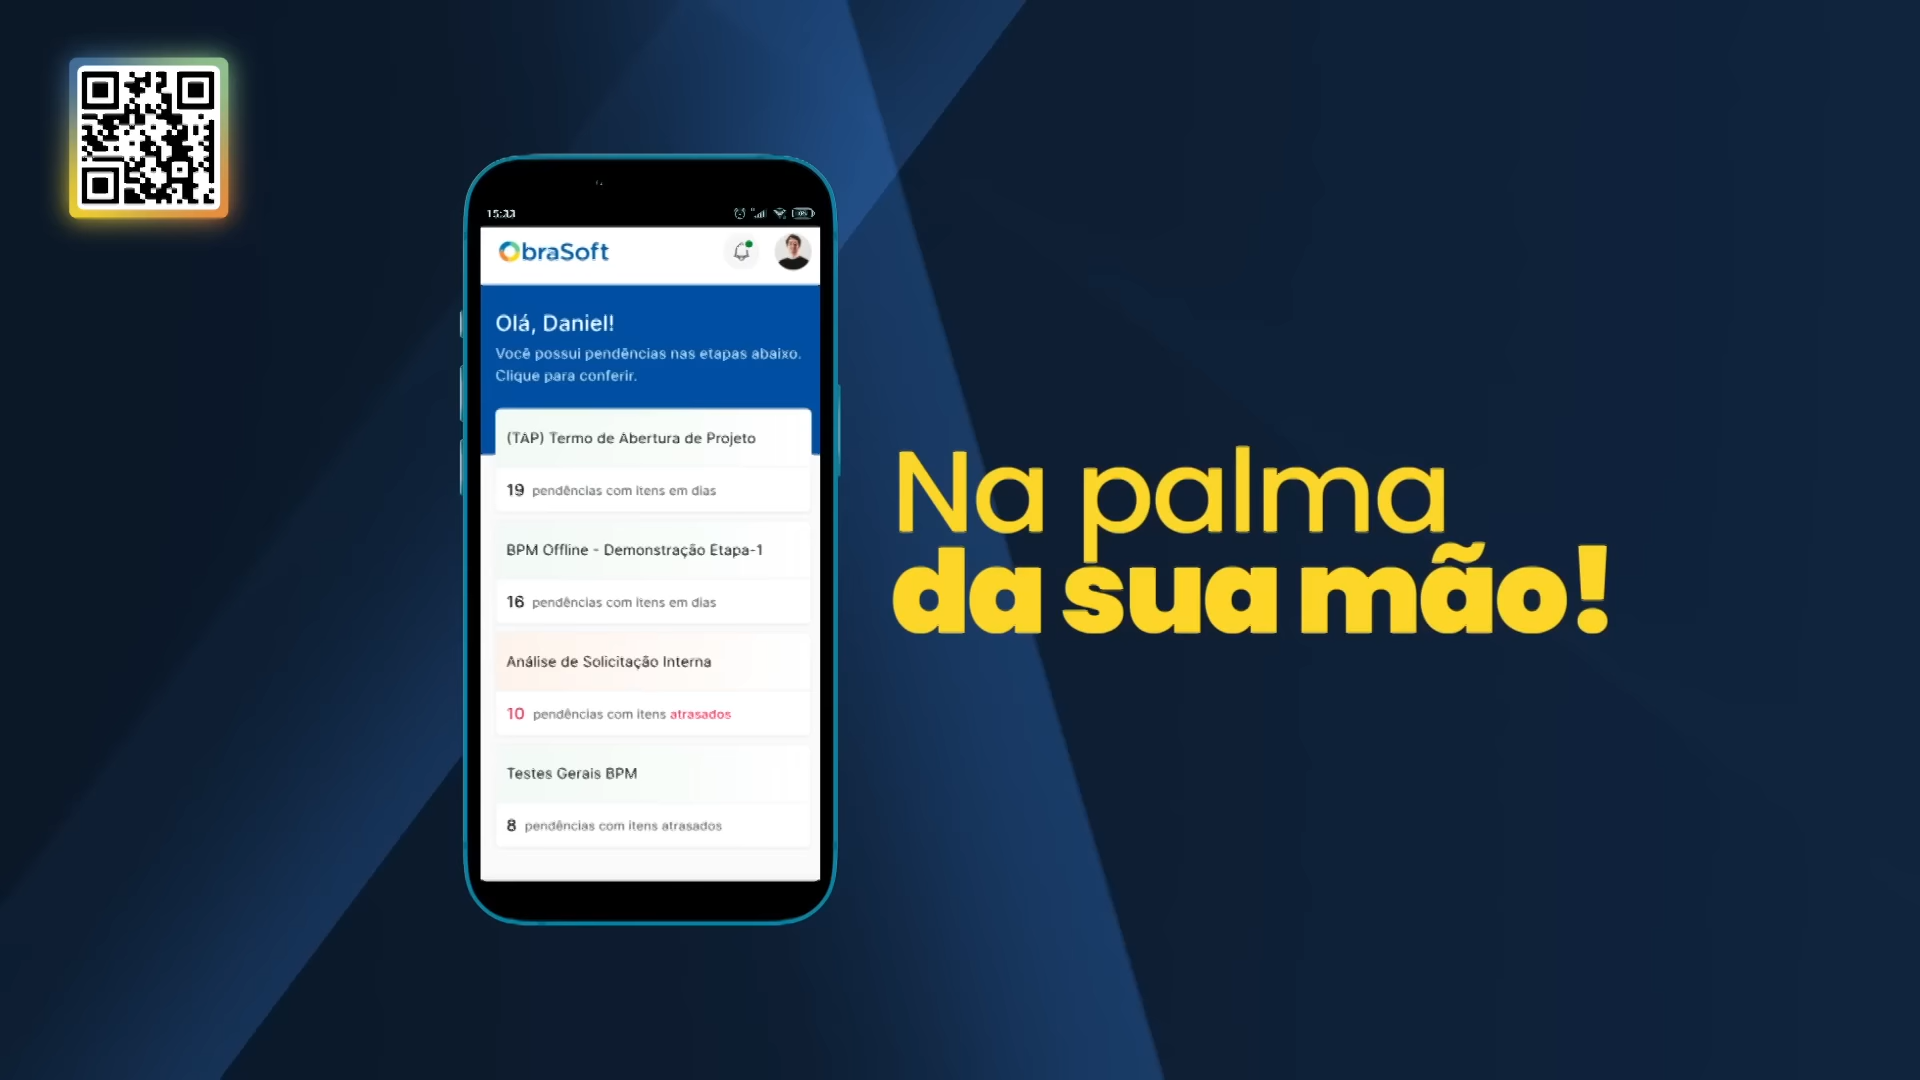 15:33
ObraSoft
Olá, Daniel!
Você possui pendências nas etapas abaixo.
Clique para conferir.
(TAP) Termo de Abertura de Projeto
19 pendências com itens em dias
BPM Offline - Demonstração Etapa-1
16 pendências com itens em dias
Análise de Solicitação Interna
10 pendências com itens atrasados
Testes Gerais BPM
8 pendências com itens atrasados
Na palma
da sua mão!